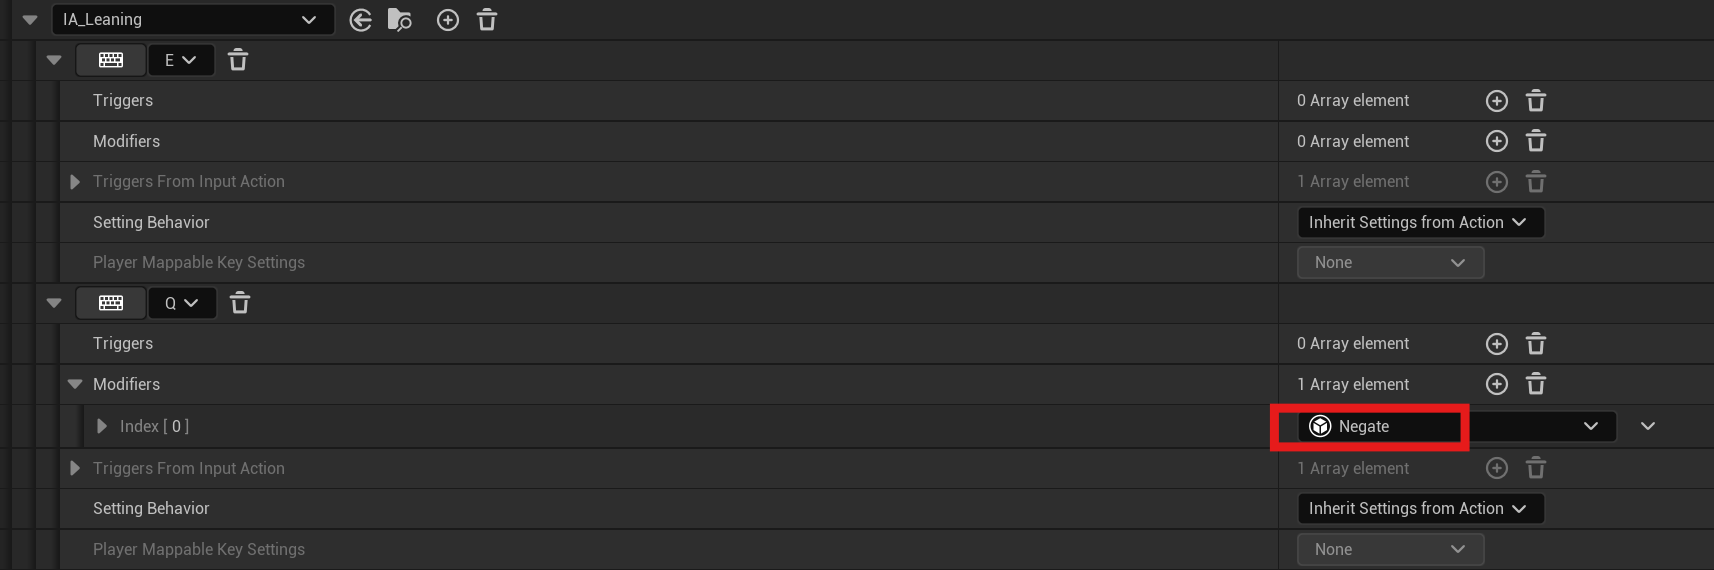 IA_Leaning
E
Triggers 0 Array element
Modifiers 0 Array element
Triggers From Input Action 1 Array element
Setting Behavior Inherit Settings from Action
Player Mappable Key Settings None
Q
Triggers 0 Array element
Modifiers 1 Array element
Index [ 0 ] Negate
Triggers From Input Action 1 Array element
Setting Behavior Inherit Settings from Action
Player Mappable Key Settings None